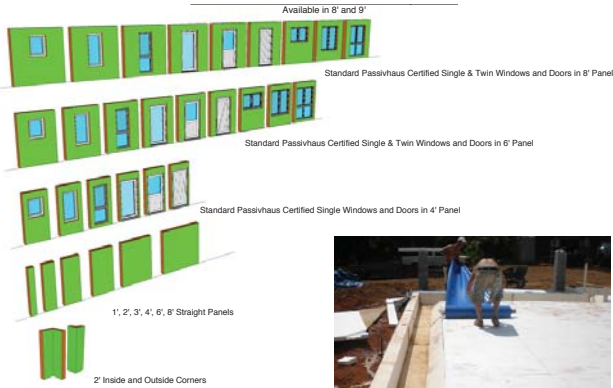 Available in 8' and 9'
Standard Passivhaus Certified Single & Twin Windows and Doors in 8' Panel
Standard Passivhaus Certified Single & Twin Windows and Doors in 6' Panel
Standard Passivhaus Certified Single Windows and Doors in 4' Panel
1', 2', 3', 4', 6', 8' Straight Panels
2' Inside and Outside Corners